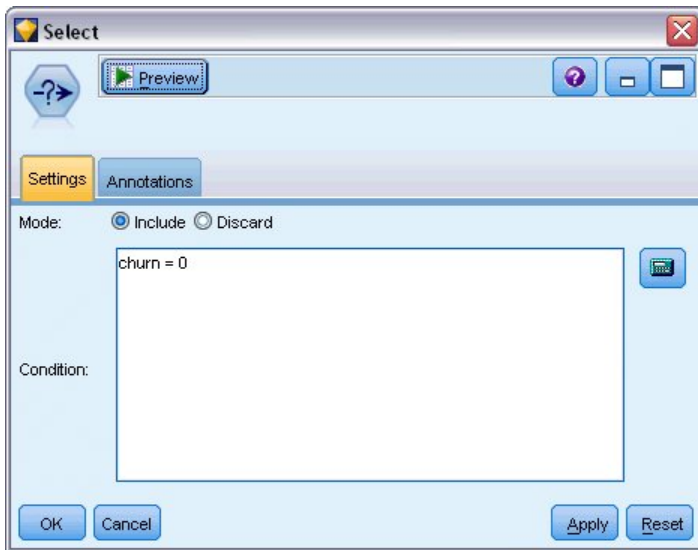 Select
Preview
Settings Annotations
Mode: Include Discard
churn = 0
Condition:
OK Cancel Apply Reset